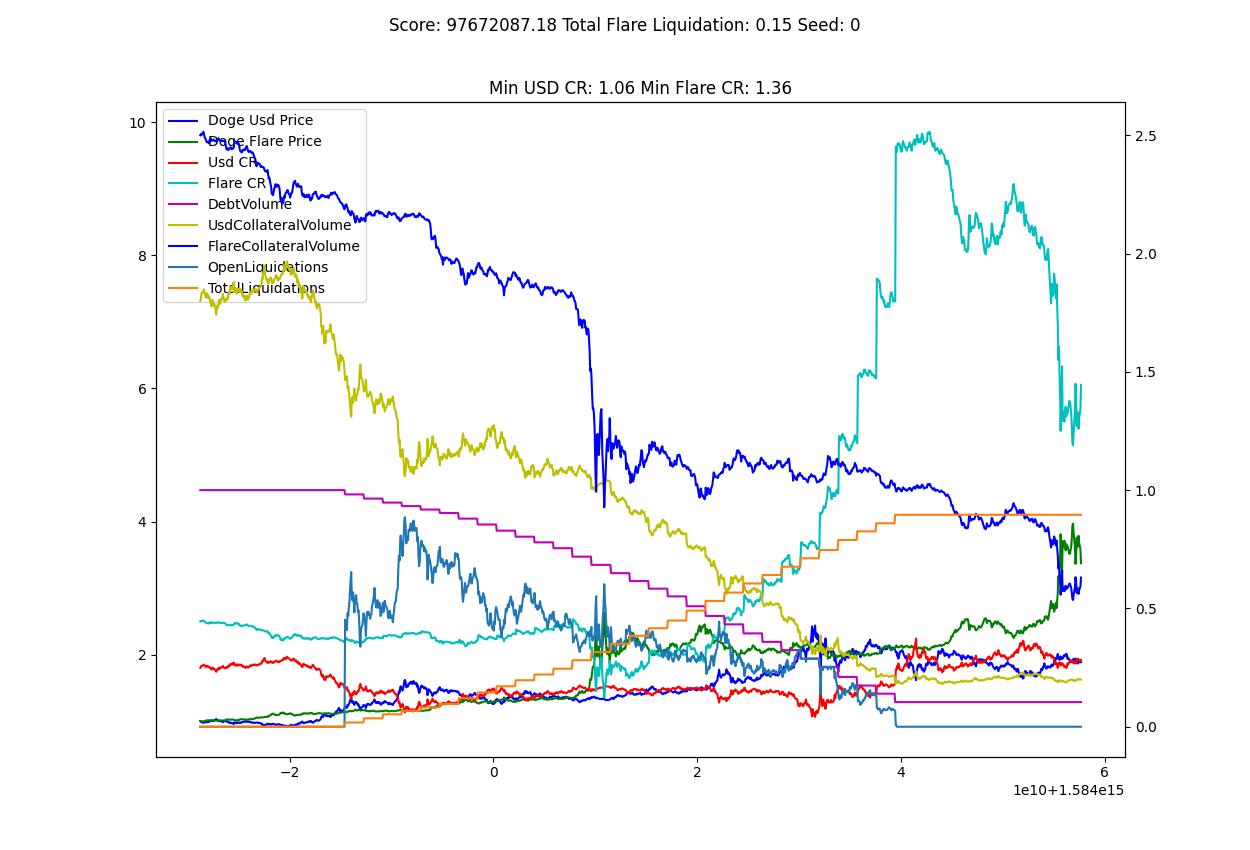 Score: 97672087.18 Total Flare Liquidation: 0.15 Seed: 0
Min USD CR: 1.06 Min Flare CR: 1.36
10
8
6
4
2
Doge Usd Price
Doge Flare Price
Usd CR
Flare CR
DebtVolume
UsdCollateralVolume
FlareCollateralVolume
OpenLiquidations
TotalLiquidations
2.5
2.0
1.5
1.0
0.5
0.0
−2 0 2 4 6
1e10+1.584e15